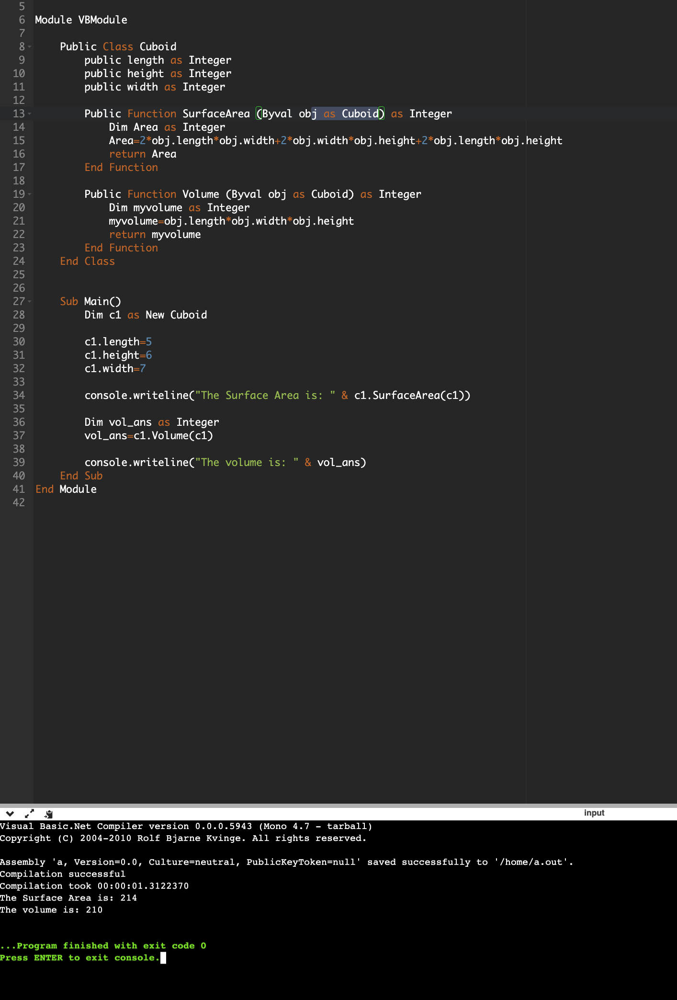 5
6 Module VBModule
7
8 Public Class Cuboid
9 public length as Integer
10 public height as Integer
11 public width as Integer
12
13 Public Function SurfaceArea (Byval obj as Cuboid) as Integer
14 Dim Area as Integer
15 Area=2*obj.length*obj.width+2*obj.width*obj.height+2*obj.length*obj.height
16 return Area
17 End Function
18
19 Public Function Volume (Byval obj as Cuboid) as Integer
20 Dim myvolume as Integer
21 myvolume=obj.length*obj.width*obj.height
22 return myvolume
23 End Function
24 End Class
25
26
27 Sub Main()
28 Dim c1 as New Cuboid
29
30 c1.length=5
31 c1.height=6
32 c1.width=7
33
34 console.writeline("The Surface Area is: " & c1.SurfaceArea(c1))
35
36 Dim vol_ans as Integer
37 vol_ans=c1.Volume(c1)
38
39 console.writeline("The volume is: " & vol_ans)
40 End Sub
41 End Module
42
input
Visual Basic.Net Compiler version 0.0.0.5943 (Mono 4.7 - tarball)
Copyright (C) 2004-2010 Rolf Bjarne Kvinge. All rights reserved.
Assembly 'a, Version=0.0, Culture=neutral, PublicKeyToken=null' saved successfully to '/home/a.out'.
Compilation successful
Compilation took 00:00:01.3122370
The Surface Area is: 214
The volume is: 210
...Program finished with exit code 0
Press ENTER to exit console.